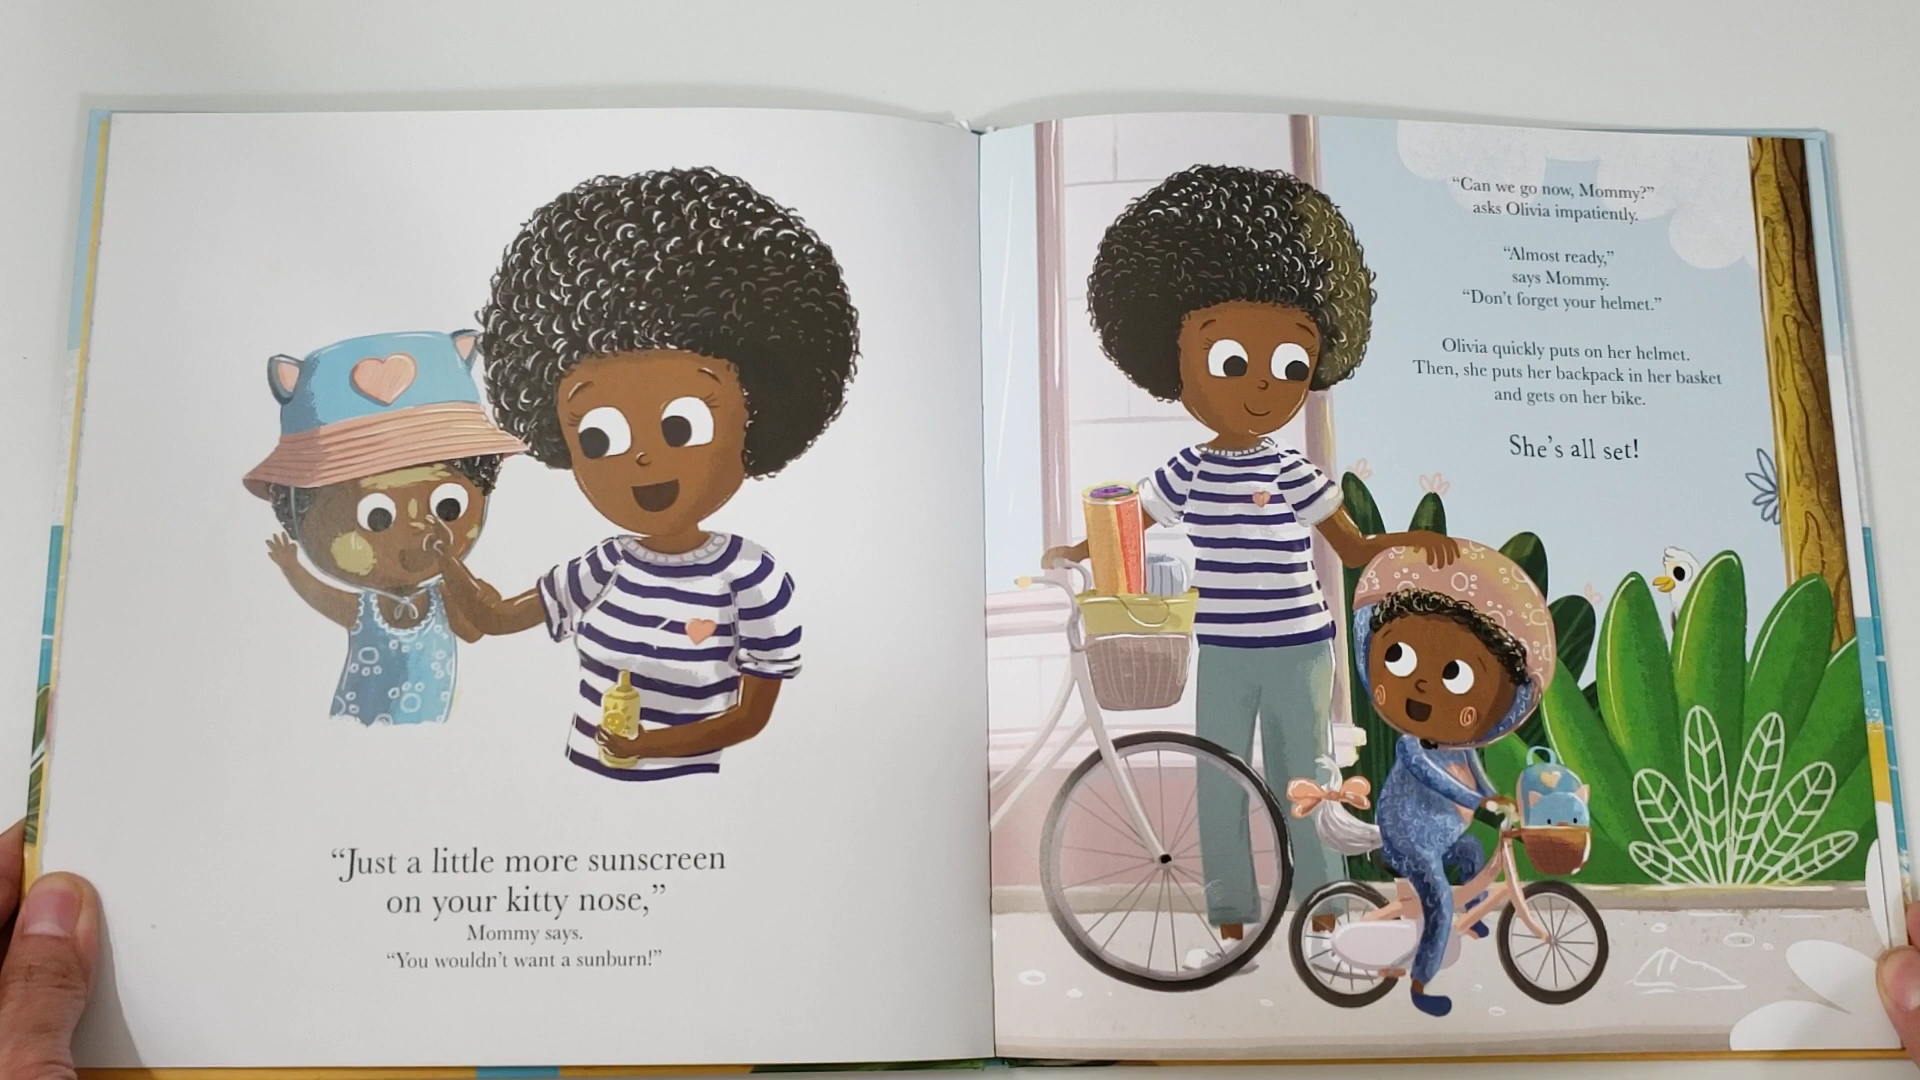 “Just a little more sunscreen
on your kitty nose,”
Mommy says.
“You wouldn’t want a sunburn!”
“Can we go now, Mommy?”
asks Olivia impatiently.
“Almost ready,”
says Mommy.
“Don’t forget your helmet.”
Olivia quickly puts on her helmet.
Then, she puts her backpack in her basket
and gets on her bike.
She’s all set!